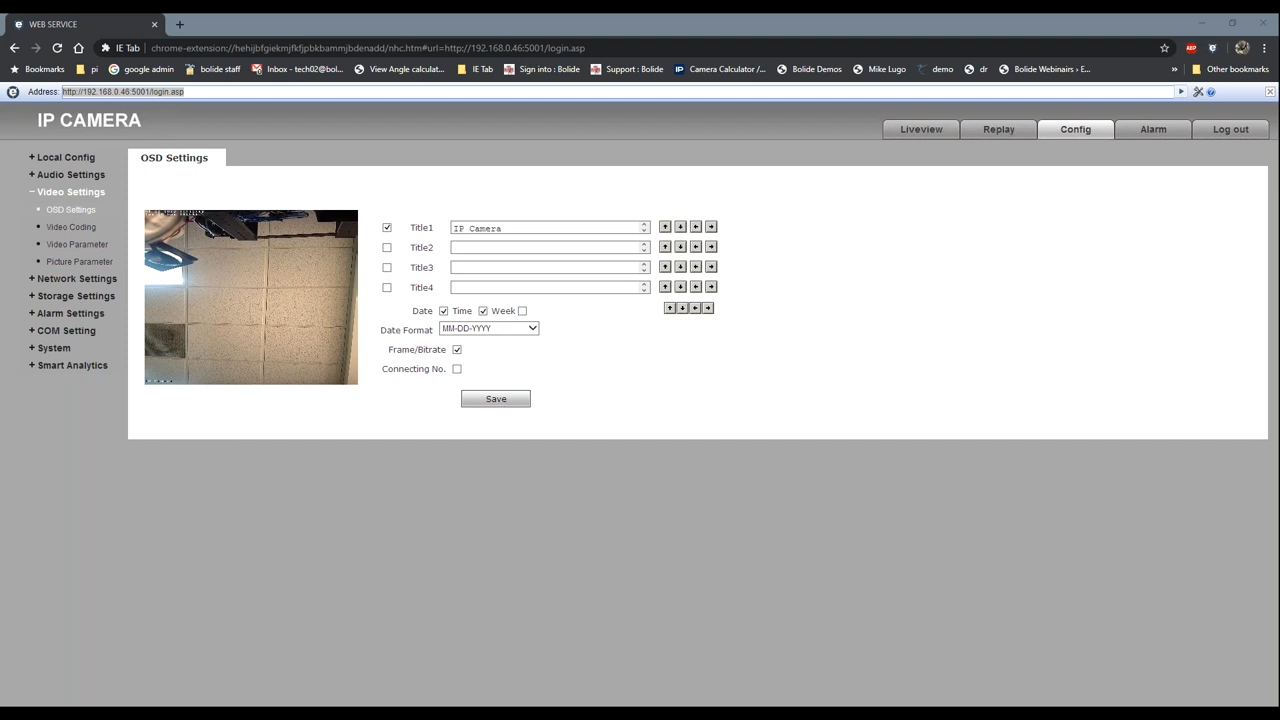 WEB SERVICE
IE Tab chrome-extension://hehijbfgiekmjfkfjpbkbammjbdenadd/nhc.htm#url=http://192.168.0.46:5001/login.asp ABP
Bookmarks pi google admin bolide staff Inbox - tech02@bol... View Angle calculat... IE Tab Sign into : Bolide Support : Bolide IP Camera Calculator /... Bolide Demos Mike Lugo demo dr Bolide Webinairs › E... » Other bookmarks
Address: http://192.168.0.46:5001/login.asp
IP CAMERA
Liveview Replay Config Alarm Log out
+ Local Config
+ Audio Settings
− Video Settings
OSD Settings
Video Coding
Video Parameter
Picture Parameter
+ Network Settings
+ Storage Settings
+ Alarm Settings
+ COM Setting
+ System
+ Smart Analytics
OSD Settings
Title1 IP Camera
Title2
Title3
Title4
Date Time Week
Date Format MM-DD-YYYY
Frame/Bitrate
Connecting No.
Save